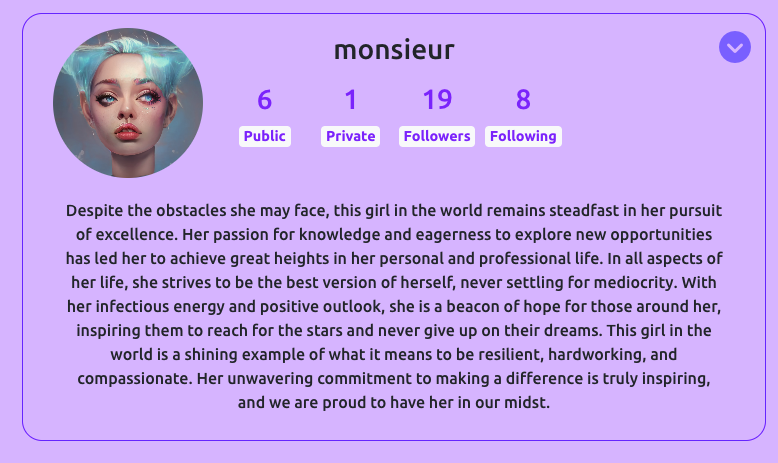 monsieur
6 1 19 8
Public Private Followers Following
Despite the obstacles she may face, this girl in the world remains steadfast in her pursuit
of excellence. Her passion for knowledge and eagerness to explore new opportunities
has led her to achieve great heights in her personal and professional life. In all aspects of
her life, she strives to be the best version of herself, never settling for mediocrity. With
her infectious energy and positive outlook, she is a beacon of hope for those around her,
inspiring them to reach for the stars and never give up on their dreams. This girl in the
world is a shining example of what it means to be resilient, hardworking, and
compassionate. Her unwavering commitment to making a difference is truly inspiring,
and we are proud to have her in our midst.